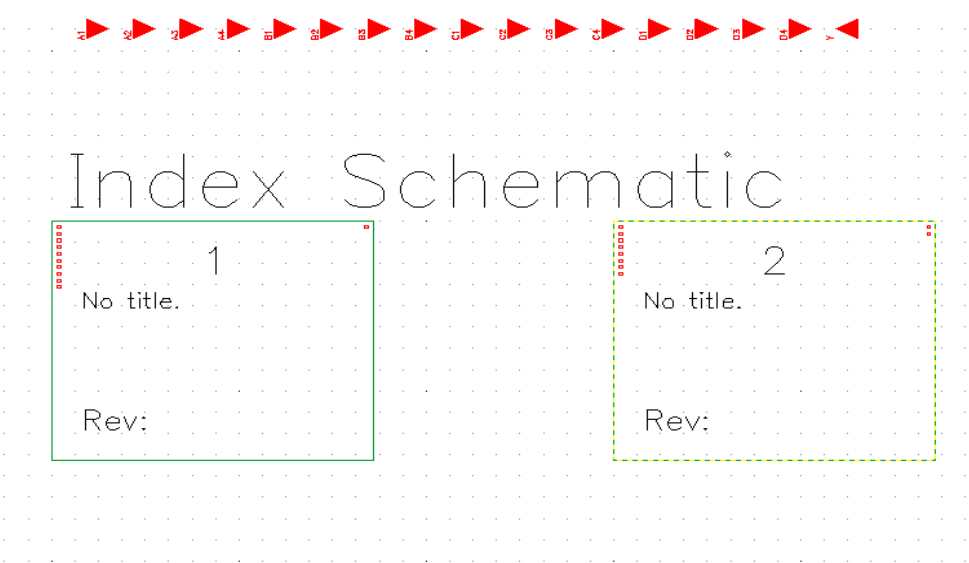 A1 A2 A3 A4 B1 B2 B3 B4 C1 C2 C3 C4 D1 D2 D3 D4 Y
Index Schematic
1
No title.
Rev:
2
No title.
Rev: